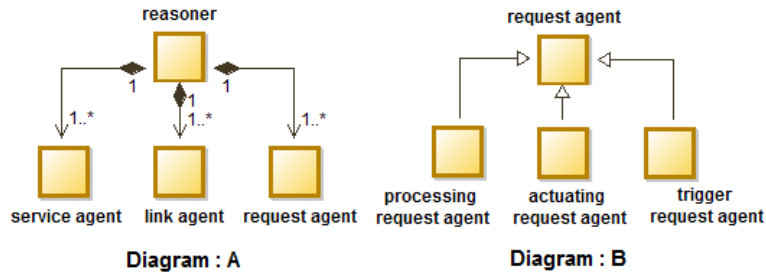 reasoner
1
1
1
1..*
1..*
1..*
service agent
link agent
request agent
Diagram : A
request agent
processing
request agent
actuating
request agent
trigger
request agent
Diagram : B